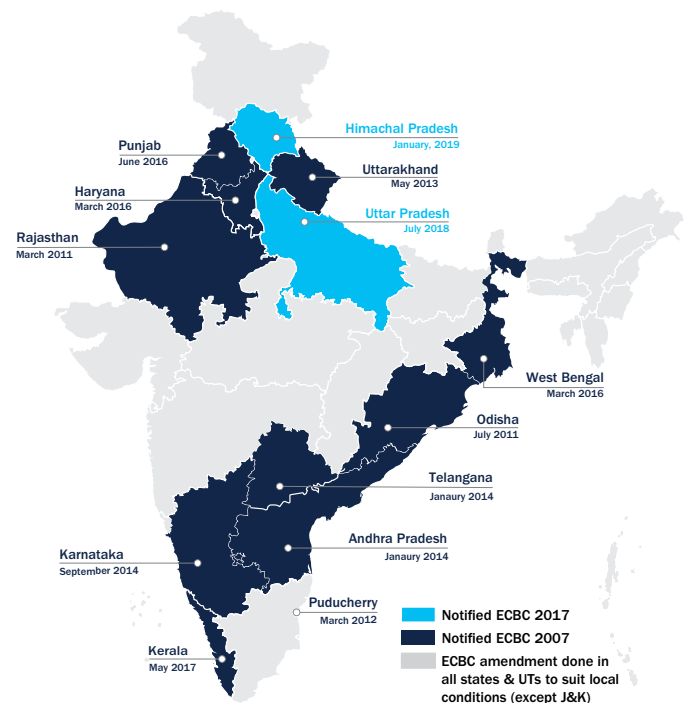 Himachal Pradesh
January, 2019
Punjab
June 2016
Uttarakhand
May 2013
Haryana
March 2016
Uttar Pradesh
July 2018
Rajasthan
March 2011
West Bengal
March 2016
Odisha
July 2011
Telangana
Janaury 2014
Andhra Pradesh
Janaury 2014
Karnataka
September 2014
Puducherry
March 2012
Kerala
May 2017
Notified ECBC 2017
Notified ECBC 2007
ECBC amendment done in
all states & UTs to suit local
conditions (except J&K)